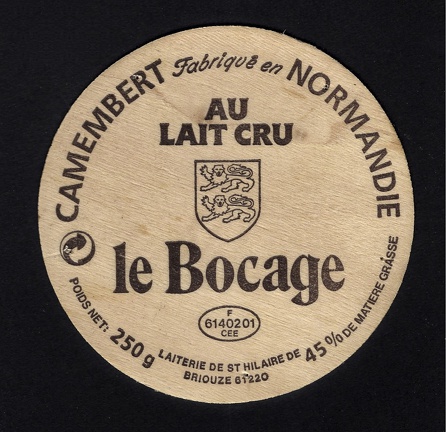 CAMEMBERT Fabriqué en NORMANDIE
AU
LAIT CRU
le Bocage
F
6140201
CEE
POIDS NET: 250 g
LAITERIE DE ST HILAIRE DE
BRIOUZE 61220
45% DE MATIERE GRASSE